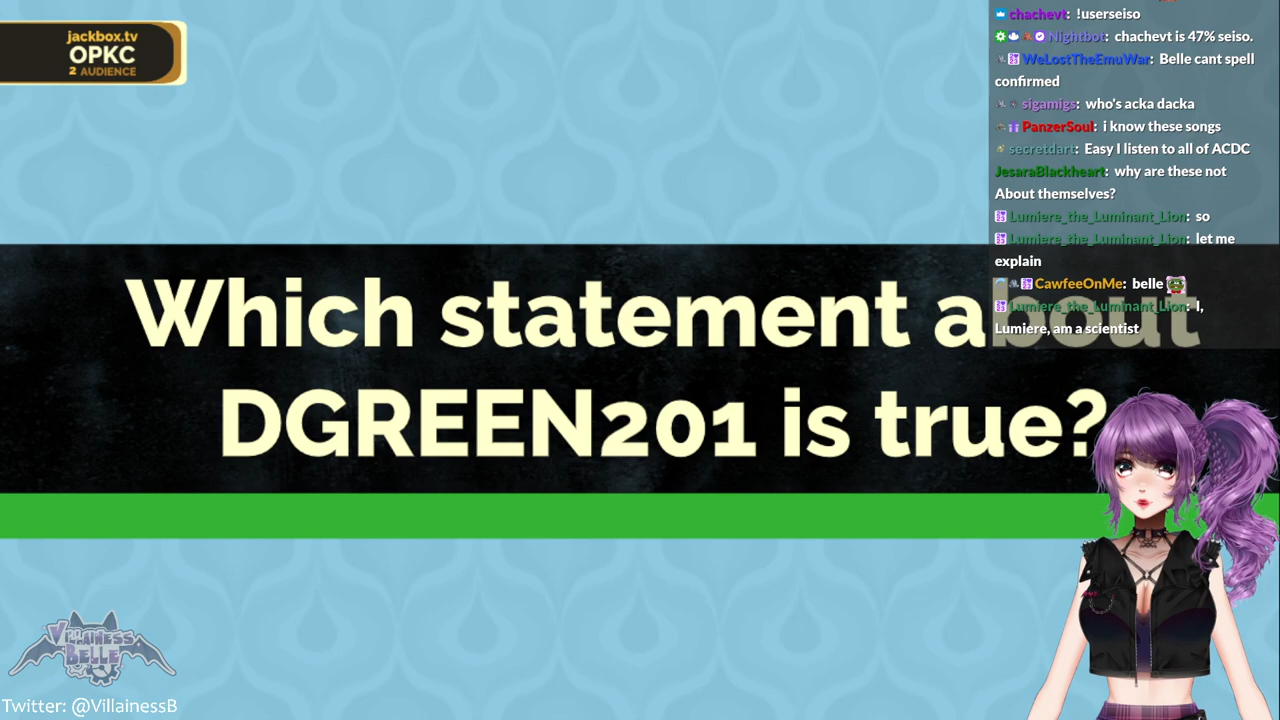 jackbox.tv
OPKC
2 AUDIENCE
chachevt: !userseiso
Nightbot: chachevt is 47% seiso.
WeLostTheEmuWar: Belle cant spell
confirmed
sigamigs: who's acka dacka
PanzerSoul: i know these songs
secretdart: Easy I listen to all of ACDC
JesaraBlackheart: why are these not
About themselves?
Lumiere_the_Luminant_Lion: so
Lumiere_the_Luminant_Lion: let me
explain
CawfeeOnMe: belle
Lumiere_the_Luminant_Lion: I,
Lumiere, am a scientist
Which statement about
DGREEN201 is true?
VILLAINESS
BELLE
Twitter: @VillainessB